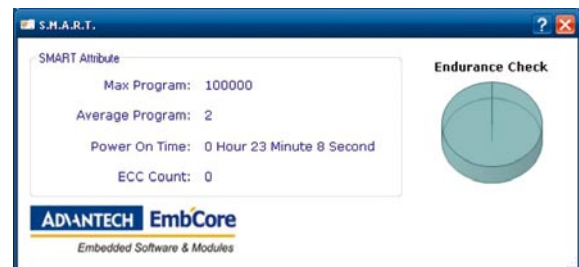 S.M.A.R.T.
SMART Attribute
Max Program: 100000
Average Program: 2
Power On Time: 0 Hour 23 Minute 8 Second
ECC Count: 0
Endurance Check
ADVANTECH EmbCore
Embedded Software & Modules